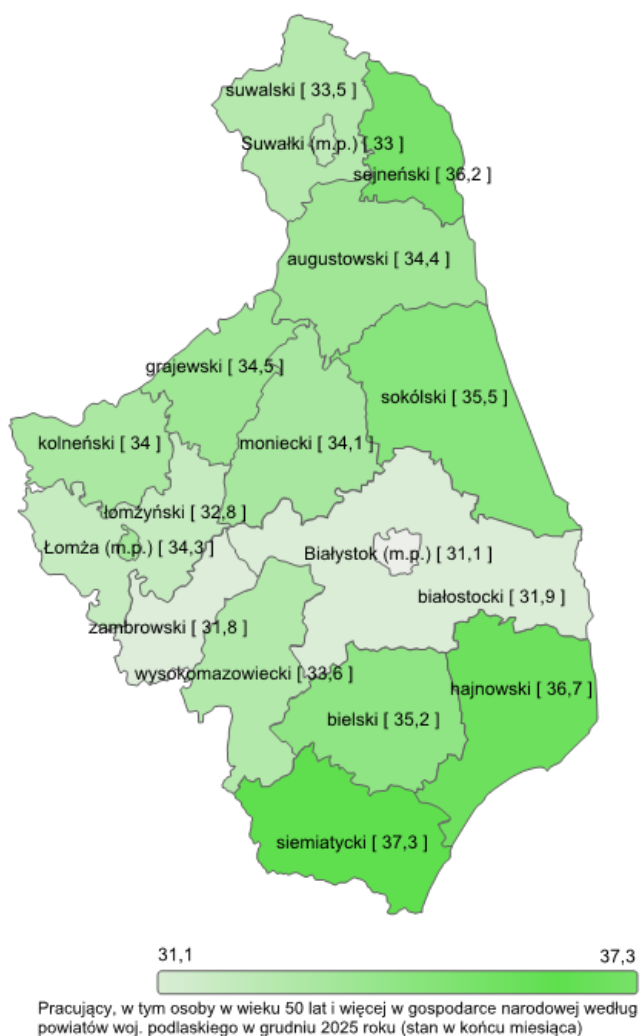 suwalski [ 33,5 ]
Suwałki (m.p.) [ 33 ]
sejneński [ 36,2 ]
augustowski [ 34,4 ]
grajewski [ 34,5 ]
sokólski [ 35,5 ]
kolneński [ 34 ]
moniecki [ 34,1 ]
łomżyński [ 32,8 ]
Łomża (m.p.) [ 34,3 ]
Białystok (m.p.) [ 31,1 ]
białostocki [ 31,9 ]
zambrowski [ 31,8 ]
wysokomazowiecki [ 33,6 ]
hajnowski [ 36,7 ]
bielski [ 35,2 ]
siemiatycki [ 37,3 ]
31,1
37,3
Pracujący, w tym osoby w wieku 50 lat i więcej w gospodarce narodowej według
powiatów woj. podlaskiego w grudniu 2025 roku (stan w końcu miesiąca)